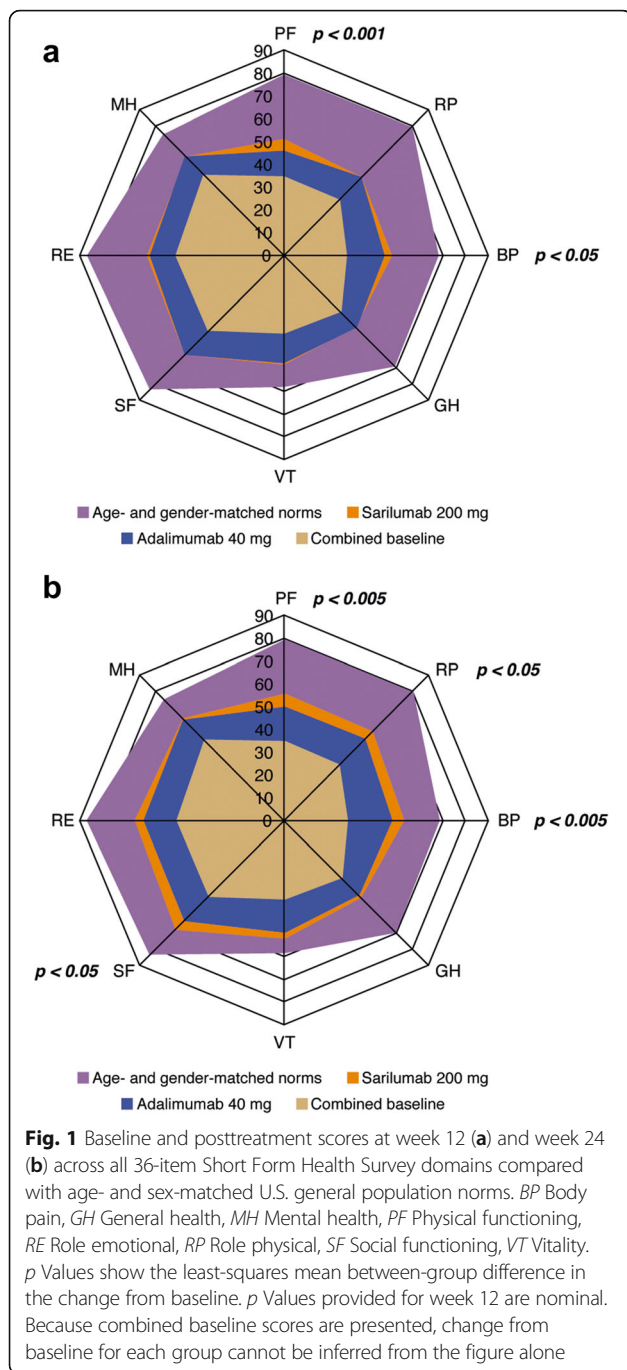 a
PF p < 0.001
90
80
70
60
50
40
30
20
10
0
MH
RP
RE
BP p < 0.05
SF
GH
VT
Age- and gender-matched norms Sarilumab 200 mg
Adalimumab 40 mg Combined baseline
b
PF p < 0.005
90
80
70
60
50
40
30
20
10
0
MH
RP p < 0.05
RE
BP p < 0.005
p < 0.05 SF
GH
VT
Age- and gender-matched norms Sarilumab 200 mg
Adalimumab 40 mg Combined baseline
Fig. 1 Baseline and posttreatment scores at week 12 (a) and week 24
(b) across all 36-item Short Form Health Survey domains compared
with age- and sex-matched U.S. general population norms. BP Body
pain, GH General health, MH Mental health, PF Physical functioning,
RE Role emotional, RP Role physical, SF Social functioning, VT Vitality.
p Values show the least-squares mean between-group difference in
the change from baseline. p Values provided for week 12 are nominal.
Because combined baseline scores are presented, change from
baseline for each group cannot be inferred from the figure alone